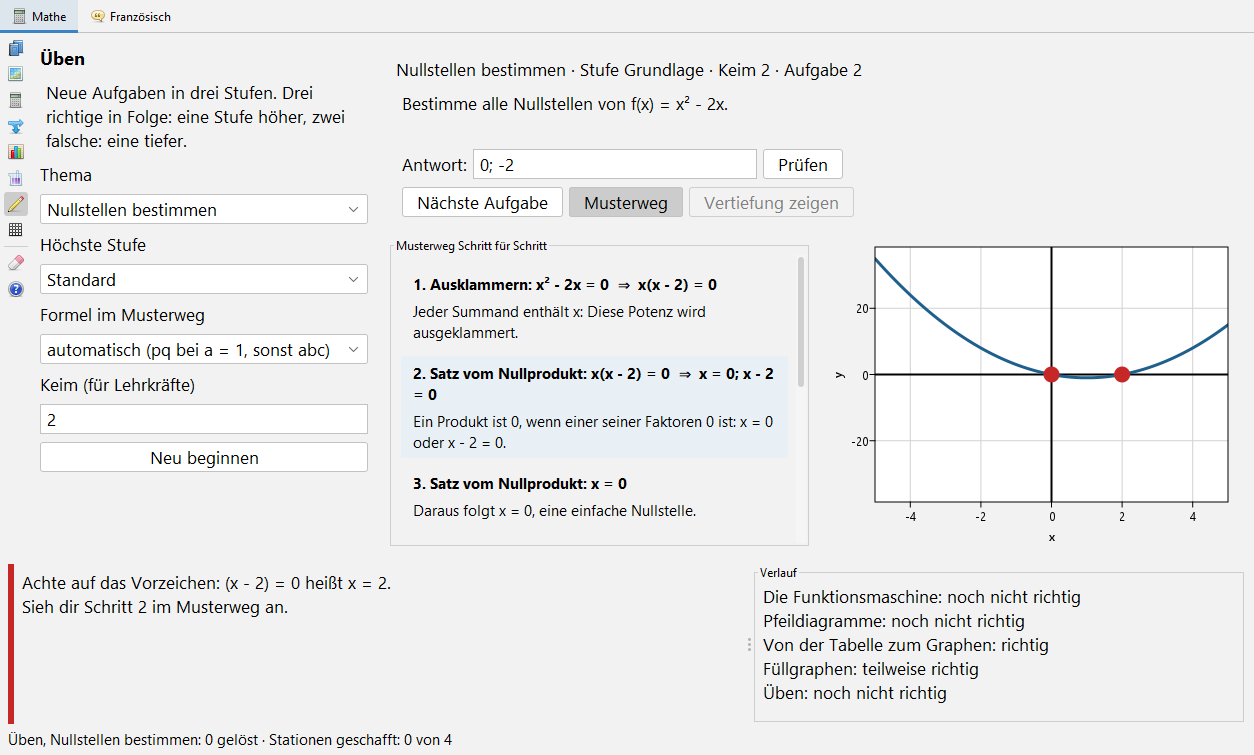 Mathe
Französisch
Üben
Neue Aufgaben in drei Stufen. Drei
richtige in Folge: eine Stufe höher, zwei
falsche: eine tiefer.
Thema
Nullstellen bestimmen
Höchste Stufe
Standard
Formel im Musterweg
automatisch (pq bei a = 1, sonst abc)
Keim (für Lehrkräfte)
2
Neu beginnen
Nullstellen bestimmen · Stufe Grundlage · Keim 2 · Aufgabe 2
Bestimme alle Nullstellen von f(x) = x² - 2x.
Antwort: 0; -2 Prüfen
Nächste Aufgabe Musterweg Vertiefung zeigen
Musterweg Schritt für Schritt
1. Ausklammern: x² - 2x = 0 ⇒ x(x - 2) = 0
Jeder Summand enthält x: Diese Potenz wird
ausgeklammert.
2. Satz vom Nullprodukt: x(x - 2) = 0 ⇒ x = 0; x - 2
= 0
Ein Produkt ist 0, wenn einer seiner Faktoren 0 ist: x = 0
oder x - 2 = 0.
3. Satz vom Nullprodukt: x = 0
Daraus folgt x = 0, eine einfache Nullstelle.
20
0
-20
y
-4 -2 0 2 4
x
Achte auf das Vorzeichen: (x - 2) = 0 heißt x = 2.
Sieh dir Schritt 2 im Musterweg an.
Verlauf
Die Funktionsmaschine: noch nicht richtig
Pfeildiagramme: noch nicht richtig
Von der Tabelle zum Graphen: richtig
Füllgraphen: teilweise richtig
Üben: noch nicht richtig
Üben, Nullstellen bestimmen: 0 gelöst · Stationen geschafft: 0 von 4